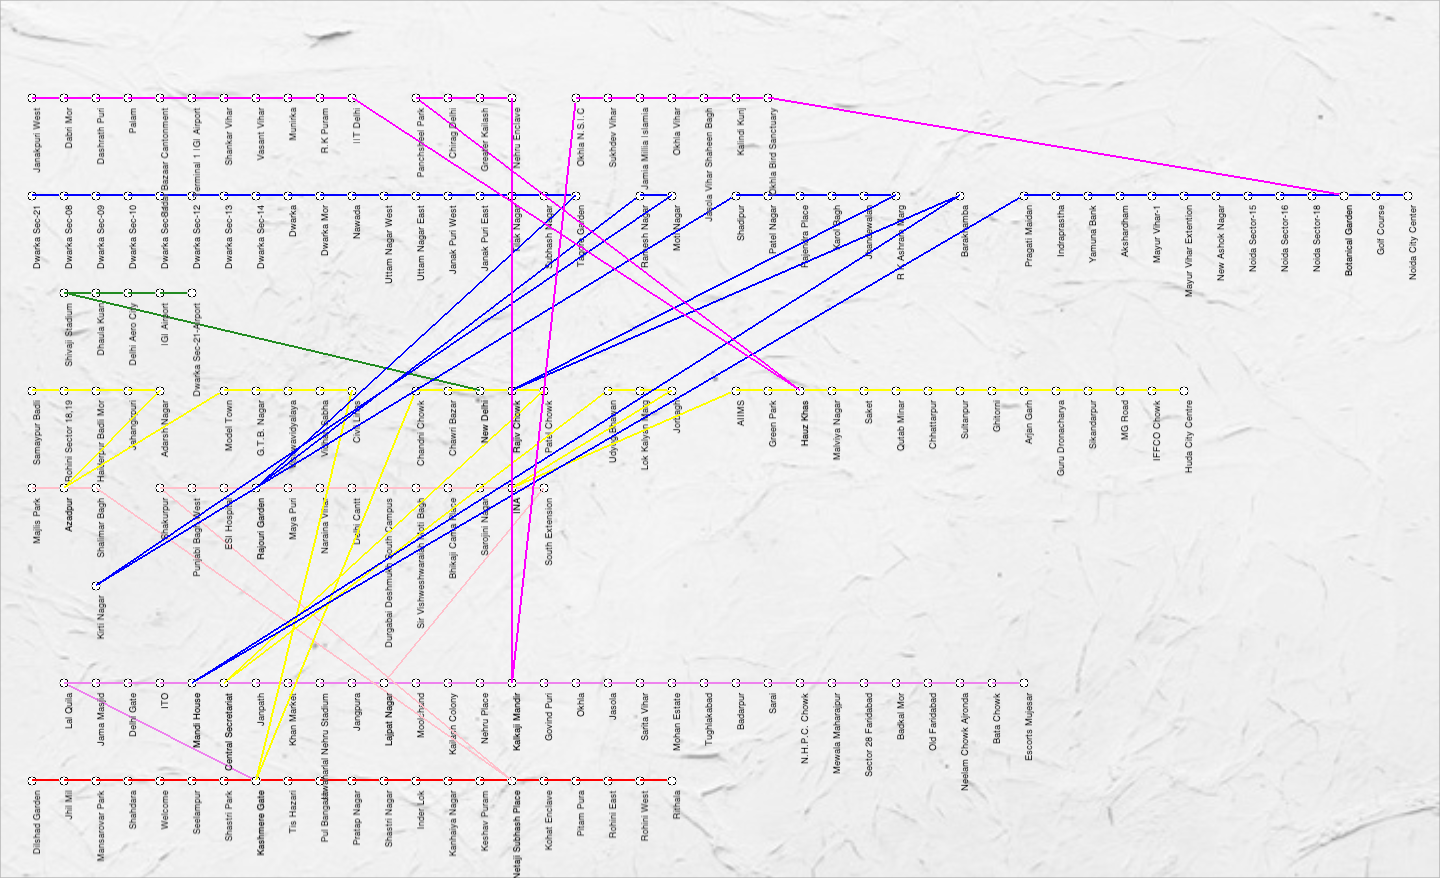 Janakpuri West
Dabri Mor
Dashrath Puri
Palam
Terminal 1 IGI Airport
Shankar Vihar
Vasant Vihar
Munirka
R.K Puram
IIT Delhi
Panchsheel Park
Chirag Delhi
Greater Kailash
Nehru Enclave
Okhla N.S.I.C
Sukhdev Vihar
Jamia Millia Islamia
Okhla Vihar
Jasola Vihar Shaheen Bagh
Kalindi Kunj
Okhla Bird Sanctuary
Dwarka Sec-21
Dwarka Sec-08
Dwarka Sec-09
Dwarka Sec-10
Dwarka Sec-12
Dwarka Sec-13
Dwarka Sec-14
Dwarka
Dwarka Mor
Nawada
Uttam Nagar West
Uttam Nagar East
Janak Puri West
Janak Puri East
Tilak Nagar
Subhash Nagar
Tagore Garden
Ramesh Nagar
Moti Nagar
Shadipur
Patel Nagar
Rajendra Place
Karol Bagh
Jhandewalan
R K Ashram Marg
Barakhamba
Pragati Maidan
Indraprastha
Yamuna Bank
Akshardham
Mayur Vihar-1
Mayur Vihar Extention
New Ashok Nagar
Noida Sector-15
Noida Sector-16
Noida Sector-18
Botanical Garden
Golf Course
Noida City Center
Shivaji Stadium
Dhaula Kuan
Delhi Aero City
IGI Airport
Dwarka Sec-21-Airport
Samaypur Badli
Rohini Sector 18,19
Haiderpur Badli Mor
Jahangirpuri
Adarsh Nagar
Model Town
G.T.B. Nagar
Vishwavidyalaya
Vidhan Sabha
Civil Lines
Chandni Chowk
Chawri Bazar
New Delhi
Rajiv Chowk
Patel Chowk
Udyog Bhawan
Lok Kalyan Marg
JorBagh
AIIMS
Green Park
Hauz Khas
Malviya Nagar
Saket
Qutab Minar
Chhattarpur
Sultanpur
Ghitorni
Arjan Garh
Guru Dronacharya
Sikanderpur
MG Road
IFFCO Chowk
Huda City Centre
Majlis Park
Azadpur
Shalimar Bagh
Shakurpur
Punjabi Bagh West
ESI Hospital
Rajouri Garden
Maya Puri
Naraina Vihar
Delhi Cantt
Durgabai Deshmukh South Campus
Sir Vishweshwaraiah Moti Bagh
Bhikaji Cama Place
Sarojini Nagar
INA
South Extension
Kirti Nagar
Lal Quila
Jama Masjid
Delhi Gate
ITO
Mandi House
Central Secretariat
Janpath
Khan Market
Jawaharlal Nehru Stadium
Jangpura
Lajpat Nagar
Moolchund
Kailash Colony
Nehru Place
Kalkaji Mandir
Govind Puri
Okhla
Jasola
Sarita Vihar
Mohan Estate
Tughlakabad
Badarpur
Sarai
N.H.P.C. Chowk
Mewala Maharajpur
Sector 28 Faridabad
Badkal Mor
Old Faridabad
Neelam Chowk Ajronda
Bata Chowk
Escorts Mujesar
Dilshad Garden
Jhil Mil
Mansarovar Park
Shahdara
Welcome
Seelampur
Shastri Park
Kashmere Gate
Tis Hazari
Pul Bangash
Pratap Nagar
Shastri Nagar
Inder Lok
Kanhaiya Nagar
Keshav Puram
Netaji Subhash Place
Kohat Enclave
Pitam Pura
Rohini East
Rohini West
Rithala